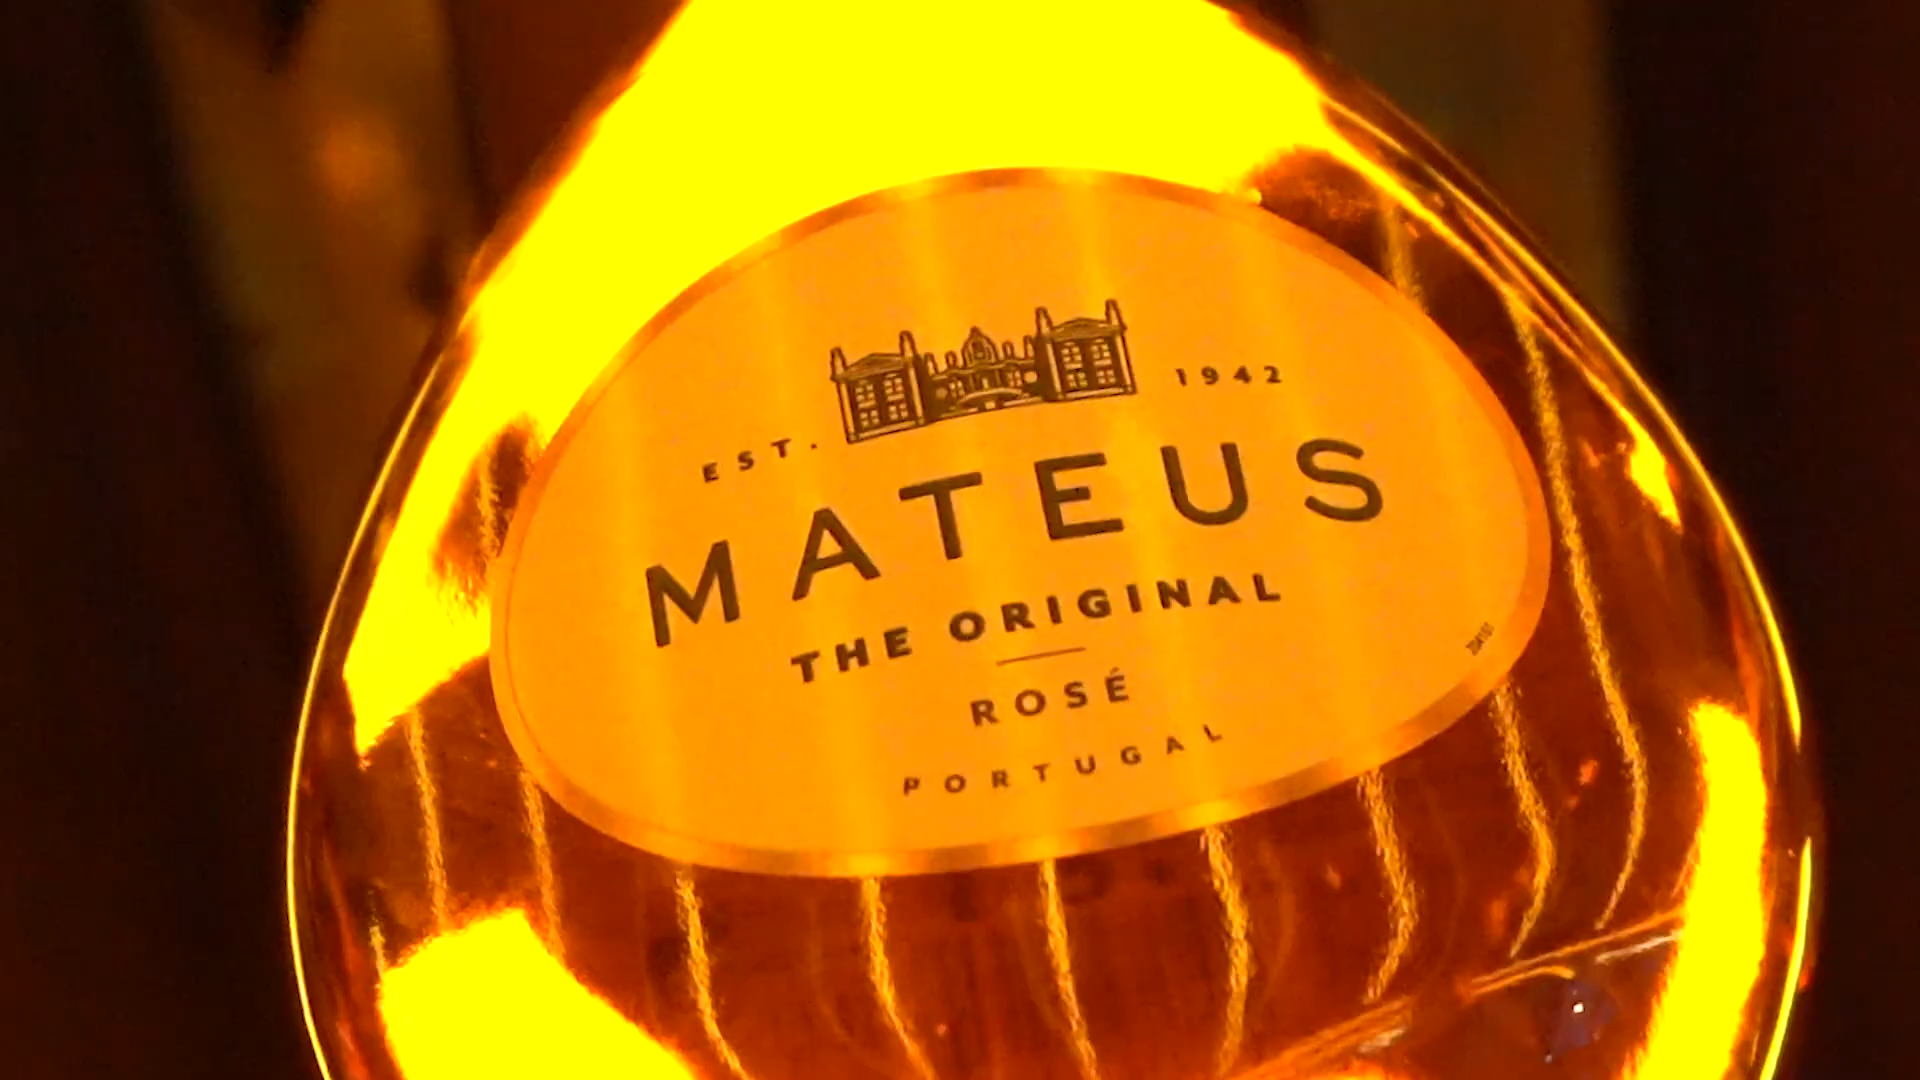 EST. 1942
MATEUS
THE ORIGINAL
ROSÉ
PORTUGAL